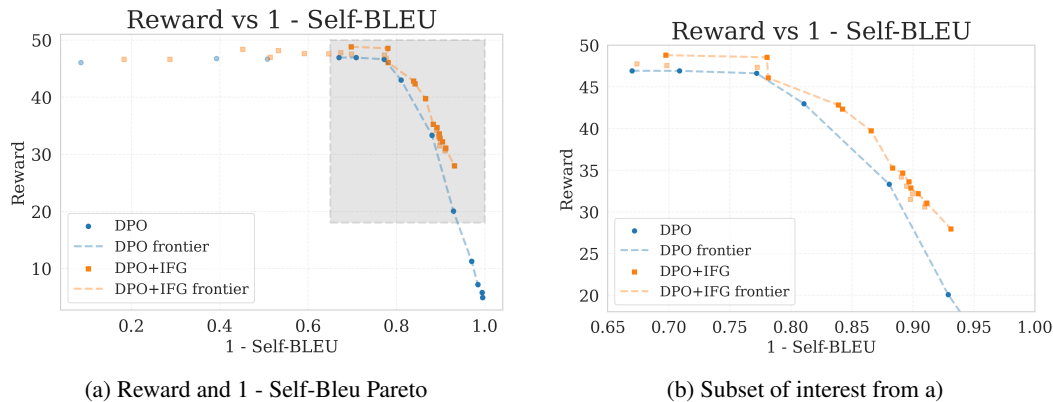 Reward vs 1 - Self-BLEU
50
40
30
20
10
Reward
DPO
DPO frontier
DPO+IFG
DPO+IFG frontier
0.2 0.4 0.6 0.8 1.0
1 - Self-BLEU
(a) Reward and 1 - Self-Bleu Pareto
Reward vs 1 - Self-BLEU
50
45
40
35
30
25
20
Reward
DPO
DPO frontier
DPO+IFG
DPO+IFG frontier
0.65 0.70 0.75 0.80 0.85 0.90 0.95 1.00
1 - Self-BLEU
(b) Subset of interest from a)